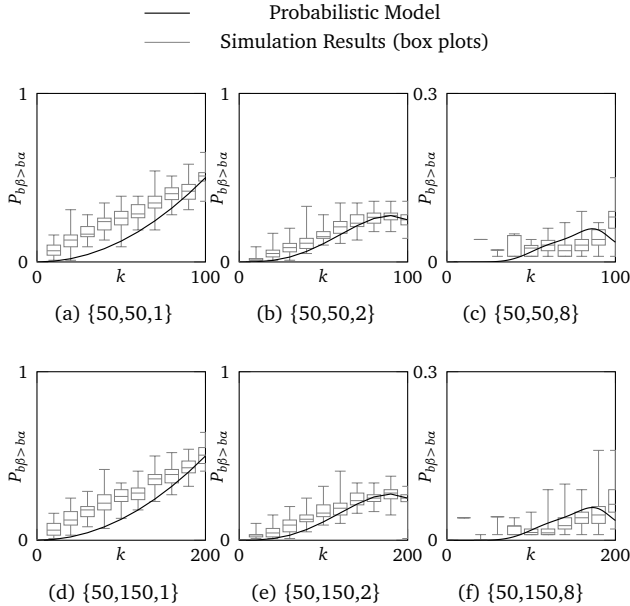 Probabilistic Model
Simulation Results (box plots)
1
P_{bβ> bα}
0
0
k
100
(a) {50,50,1}
1
P_{bβ> bα}
0
0
k
100
(b) {50,50,2}
0.3
P_{bβ> bα}
0
0
k
100
(c) {50,50,8}
1
P_{bβ> bα}
0
0
k
200
(d) {50,150,1}
1
P_{bβ> bα}
0
0
k
200
(e) {50,150,2}
0.3
P_{bβ> bα}
0
0
k
200
(f) {50,150,8}